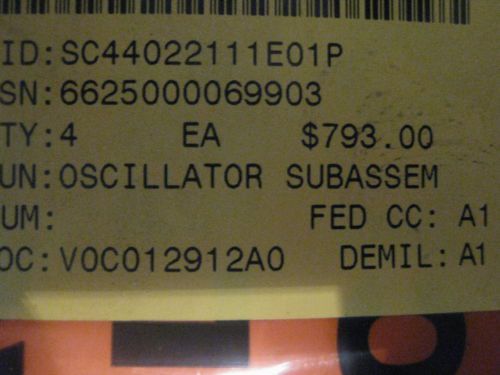 ID: SC44022111E01P
SN: 6625000069903
TY: 4 EA $793.00
UN: OSCILLATOR SUBASSEM
UM: FED CC: A1
OC: V0C012912A0 DEMIL: A1